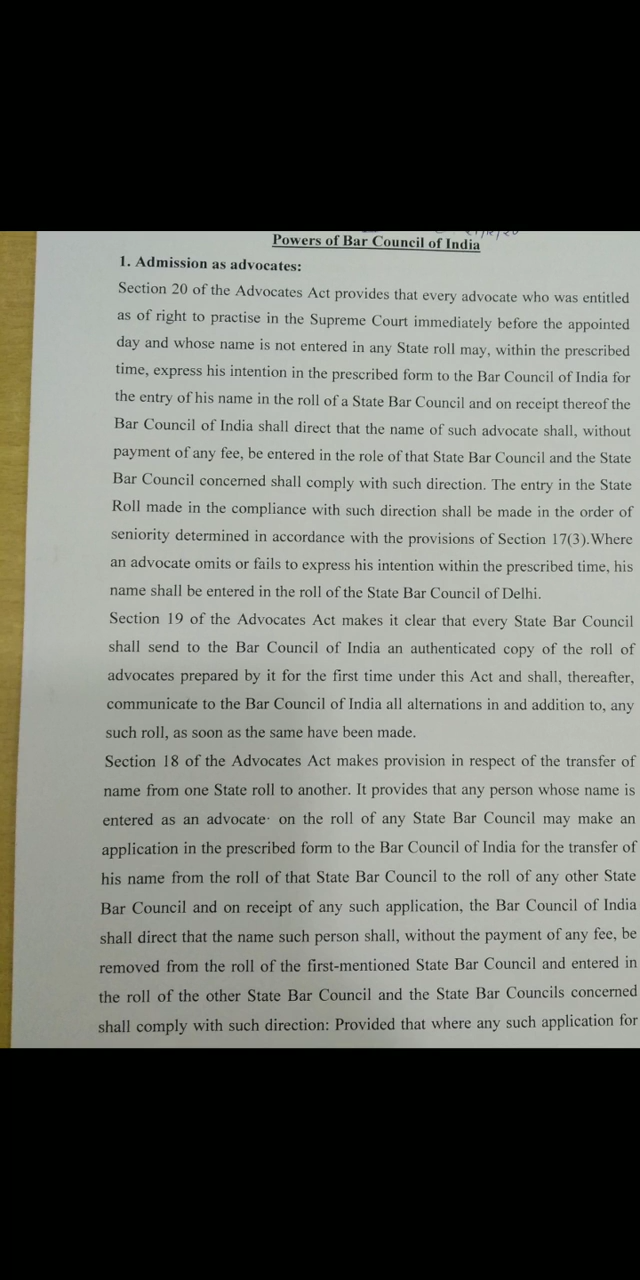 Powers of Bar Council of India
1. Admission as advocates:
Section 20 of the Advocates Act provides that every advocate who was entitled
as of right to practise in the Supreme Court immediately before the appointed
day and whose name is not entered in any State roll may, within the prescribed
time, express his intention in the prescribed form to the Bar Council of India for
the entry of his name in the roll of a State Bar Council and on receipt thereof the
Bar Council of India shall direct that the name of such advocate shall, without
payment of any fee, be entered in the role of that State Bar Council and the State
Bar Council concerned shall comply with such direction. The entry in the State
Roll made in the compliance with such direction shall be made in the order of
seniority determined in accordance with the provisions of Section 17(3).Where
an advocate omits or fails to express his intention within the prescribed time, his
name shall be entered in the roll of the State Bar Council of Delhi.
Section 19 of the Advocates Act makes it clear that every State Bar Council
shall send to the Bar Council of India an authenticated copy of the roll of
advocates prepared by it for the first time under this Act and shall, thereafter,
communicate to the Bar Council of India all alternations in and addition to, any
such roll, as soon as the same have been made.
Section 18 of the Advocates Act makes provision in respect of the transfer of
name from one State roll to another. It provides that any person whose name is
entered as an advocate on the roll of any State Bar Council may make an
application in the prescribed form to the Bar Council of India for the transfer of
his name from the roll of that State Bar Council to the roll of any other State
Bar Council and on receipt of any such application, the Bar Council of India
shall direct that the name such person shall, without the payment of any fee, be
removed from the roll of the first-mentioned State Bar Council and entered in
the roll of the other State Bar Council and the State Bar Councils concerned
shall comply with such direction: Provided that where any such application for